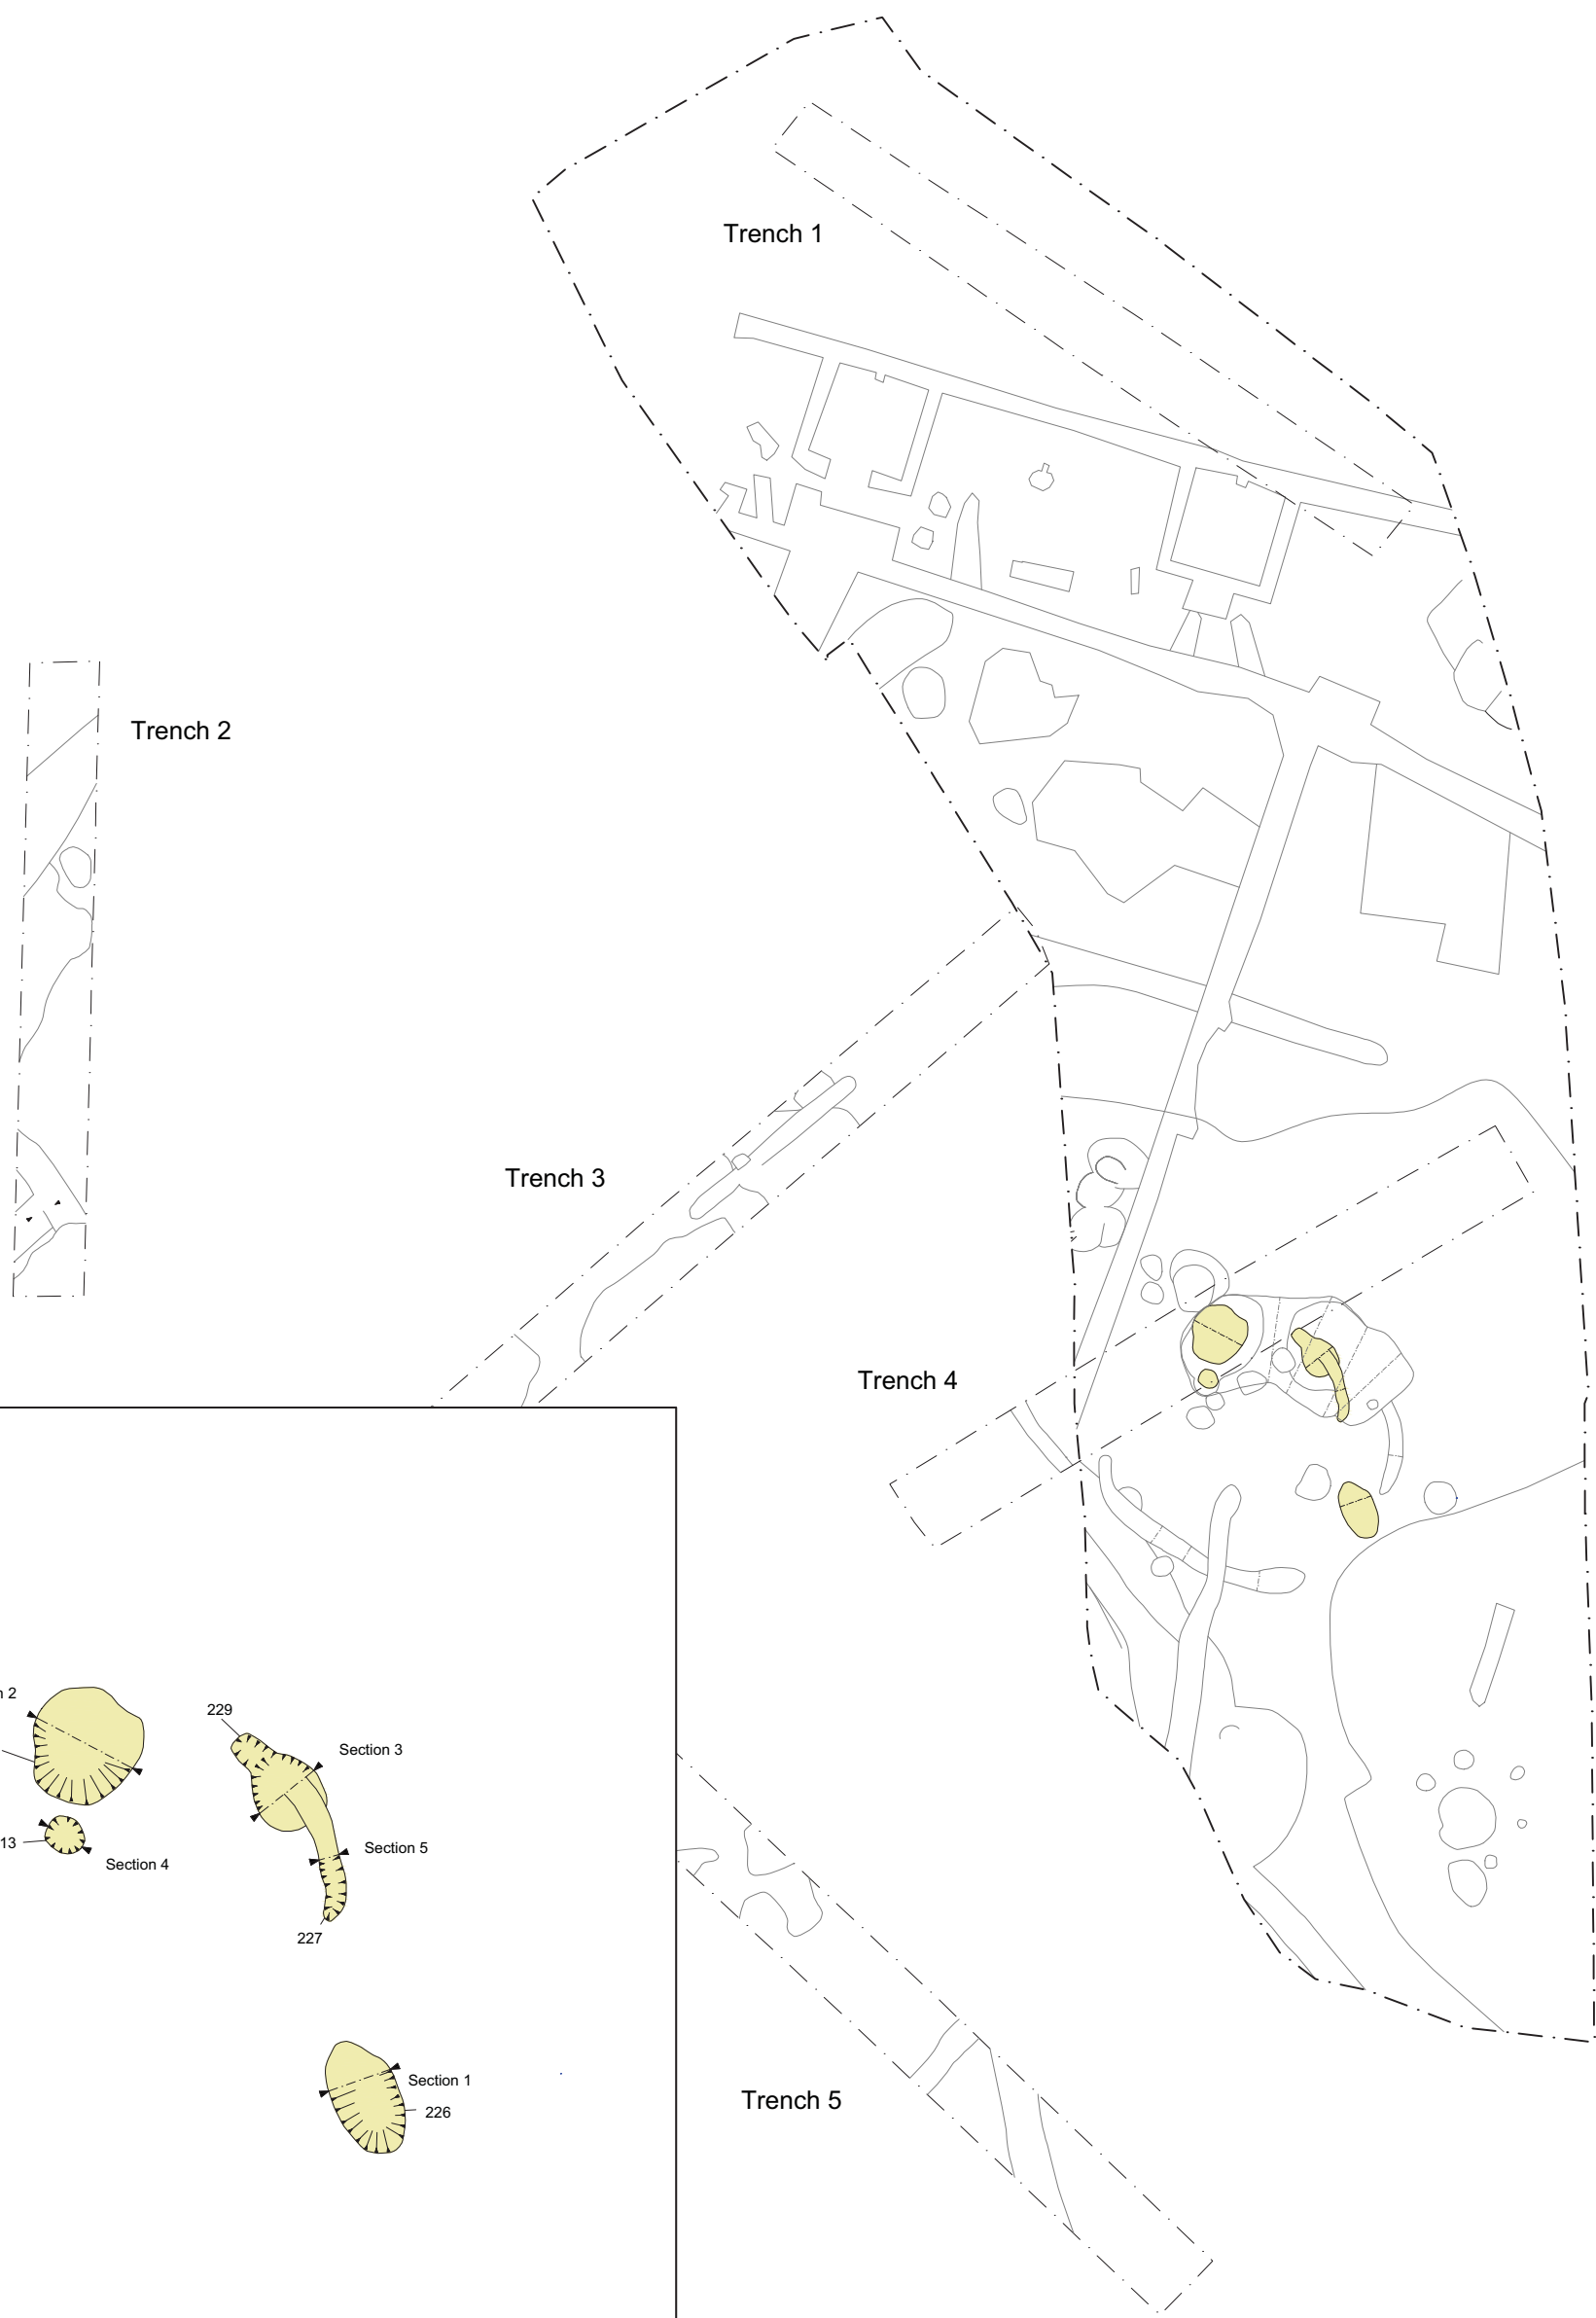 Trench 1
Trench 2
Trench 3
Trench 4
229
Section 3
Section 5
13
Section 4
227
Section 1
226
Trench 5